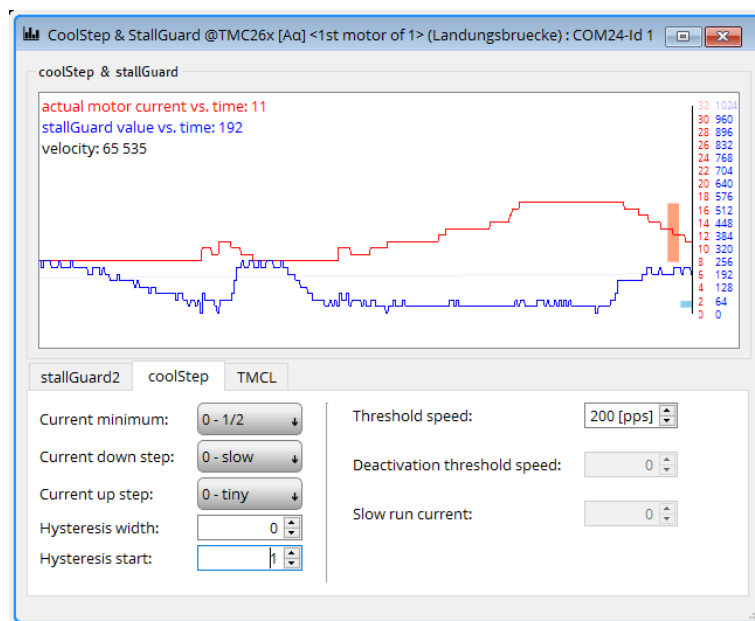 CoolStep & StallGuard @TMC26x [Aα] <1st motor of 1> (Landungsbruecke) : COM24-Id 1
coolStep & stallGuard
actual motor current vs. time: 11
stallGuard value vs. time: 192
velocity: 65 535
32 1024
30 960
28 896
26 832
24 768
22 704
20 640
18 576
16 512
14 448
12 384
10 320
8 256
6 192
4 128
2 64
0 0
stallGuard2 coolStep TMCL
Current minimum: 0 - 1/2
Current down step: 0 - slow
Current up step: 0 - tiny
Hysteresis width: 0
Hysteresis start: 1
Threshold speed: 200 [pps]
Deactivation threshold speed: 0
Slow run current: 0